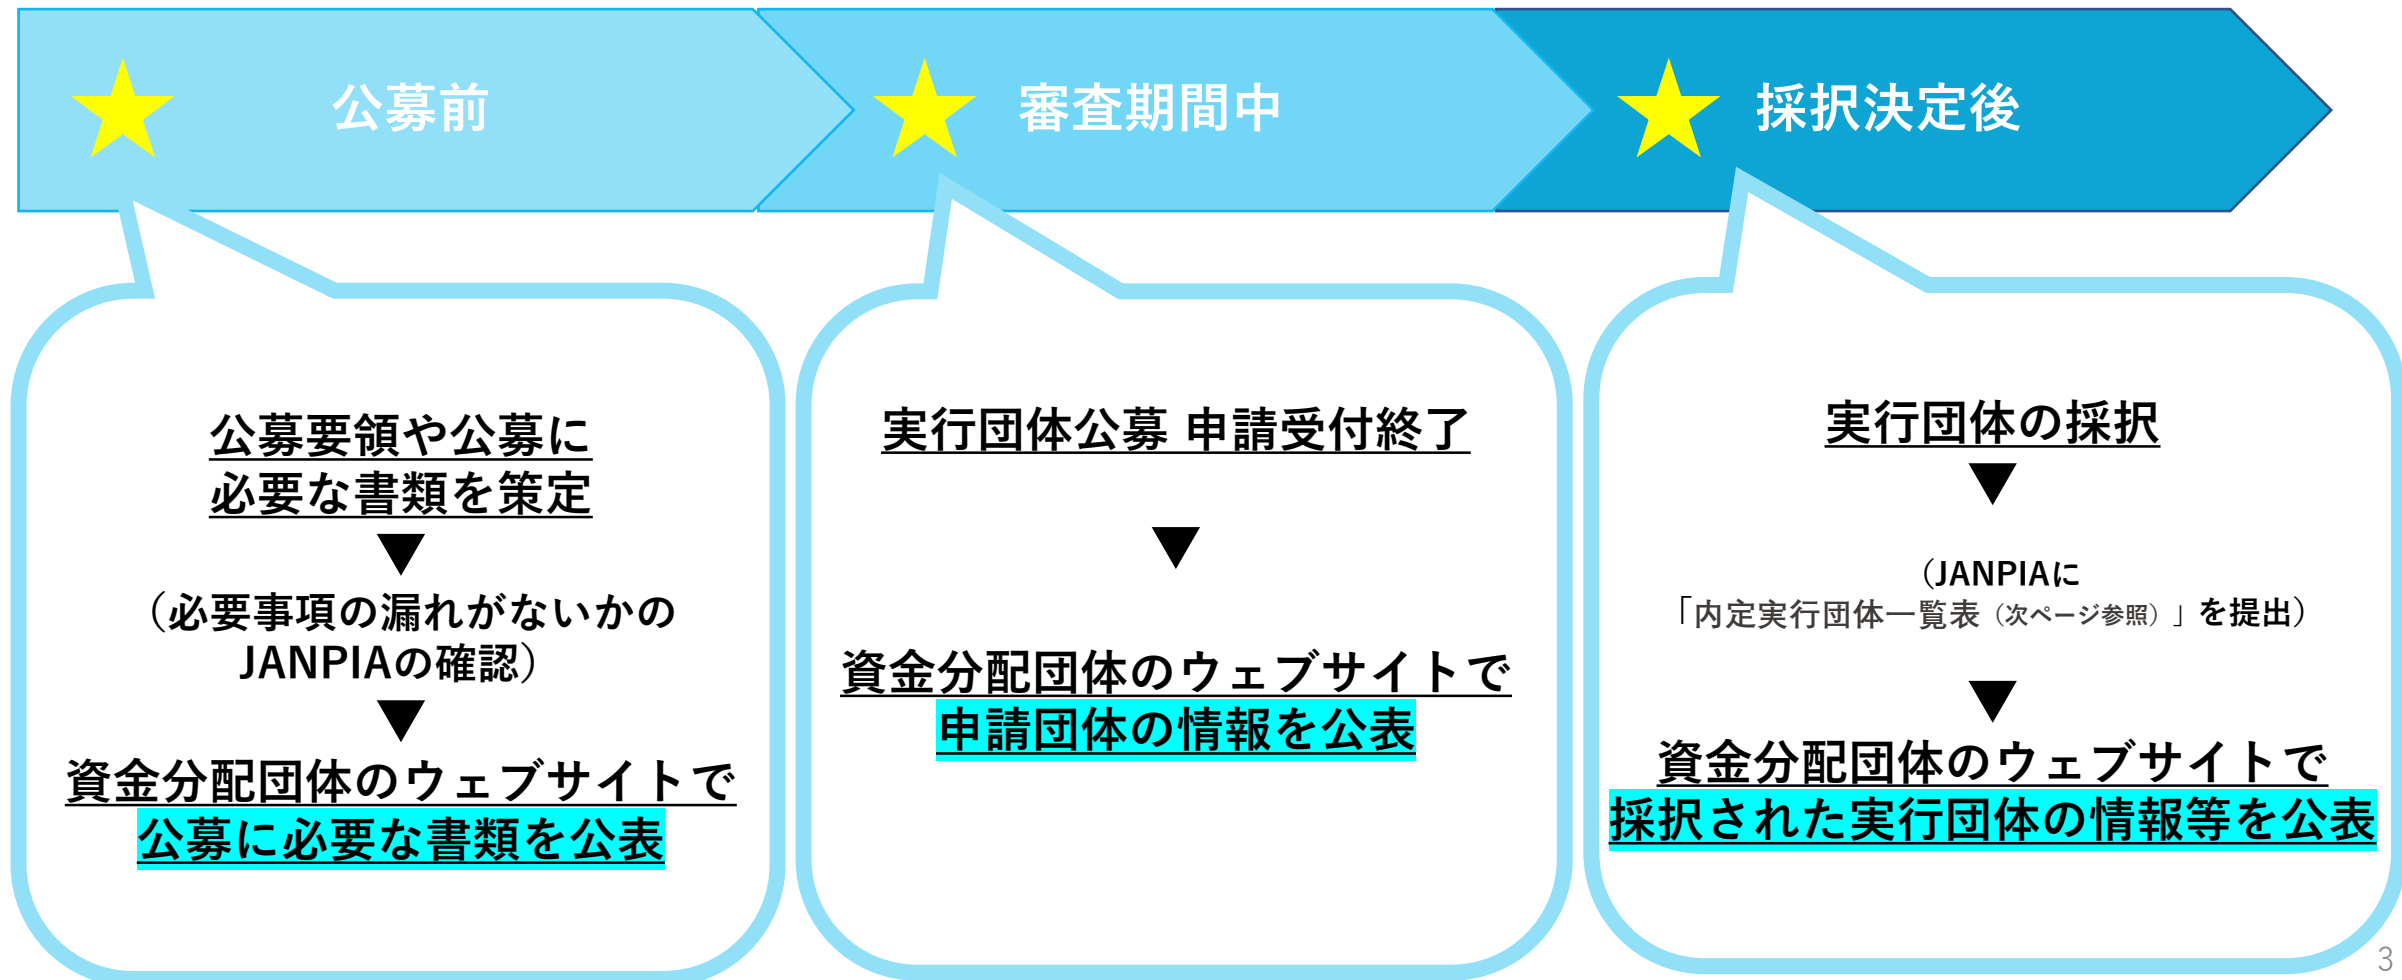 公募前
審査期間中
採択決定後
公募要領や公募に
必要な書類を策定
▼
（必要事項の漏れがないかの
JANPIAの確認）
▼
資金分配団体のウェブサイトで
公募に必要な書類を公表
実行団体公募 申請受付終了
▼
資金分配団体のウェブサイトで
申請団体の情報を公表
実行団体の採択
▼
（JANPIAに
「内定実行団体一覧表（次ページ参照）」を提出）
▼
資金分配団体のウェブサイトで
採択された実行団体の情報等を公表
3